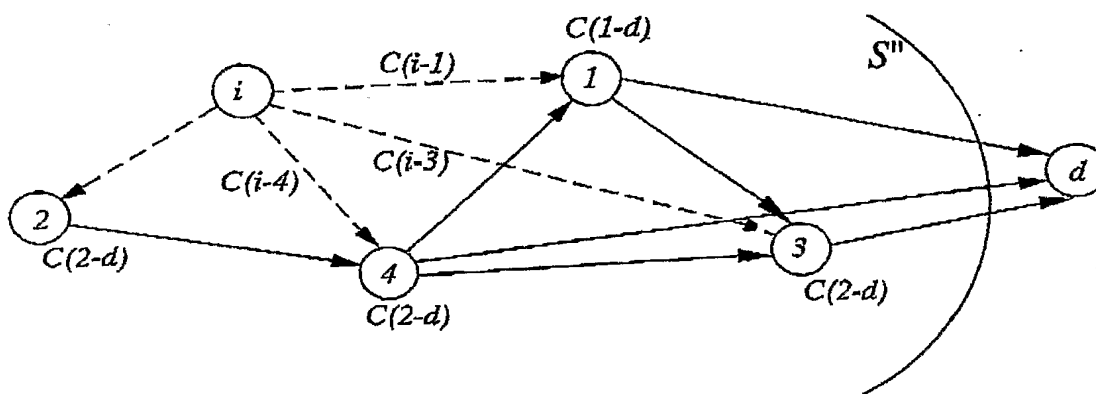 C(1-d)
S"
C(i-1)
i
1
C(i-3)
d
C(i-4)
2
3
C(2-d)
4
C(2-d)
C(2-d)